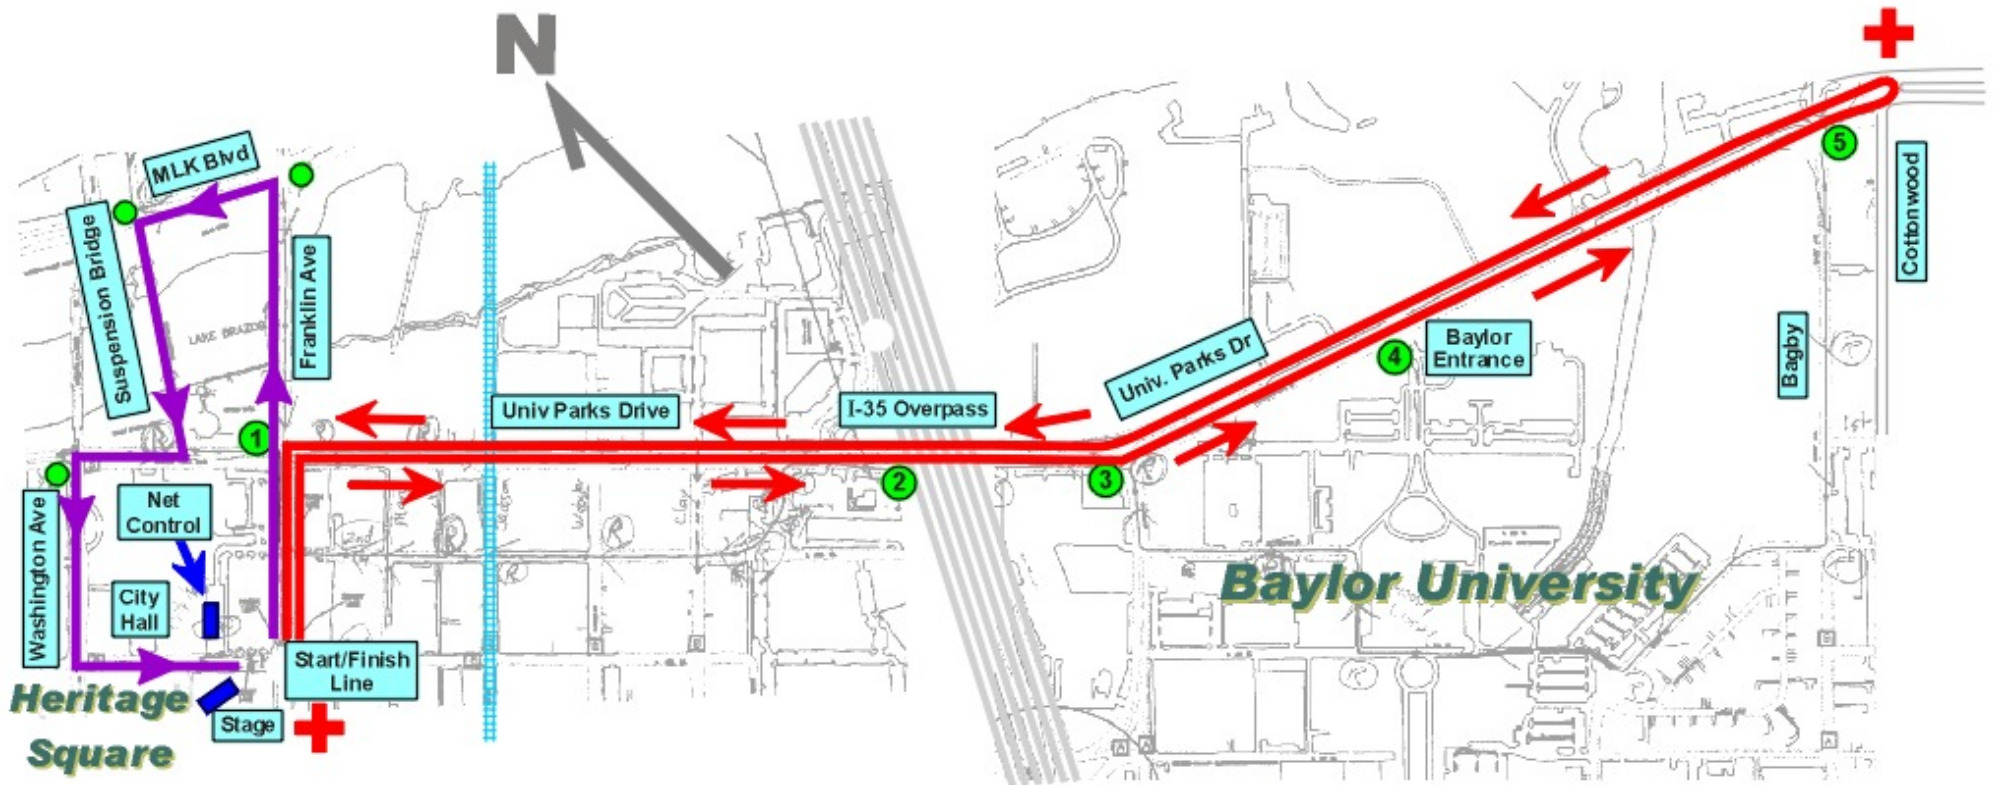 N
MLK Blvd
Suspension Bridge
Franklin Ave
LAKE BRAZOS
1
Univ Parks Drive
I-35 Overpass
2
3
Univ. Parks Dr
4
Baylor
Entrance
5
Cottonwood
Bagby
Washington Ave
Net
Control
City
Hall
Start/Finish
Line
Stage
Heritage
Square
Baylor University
Clay